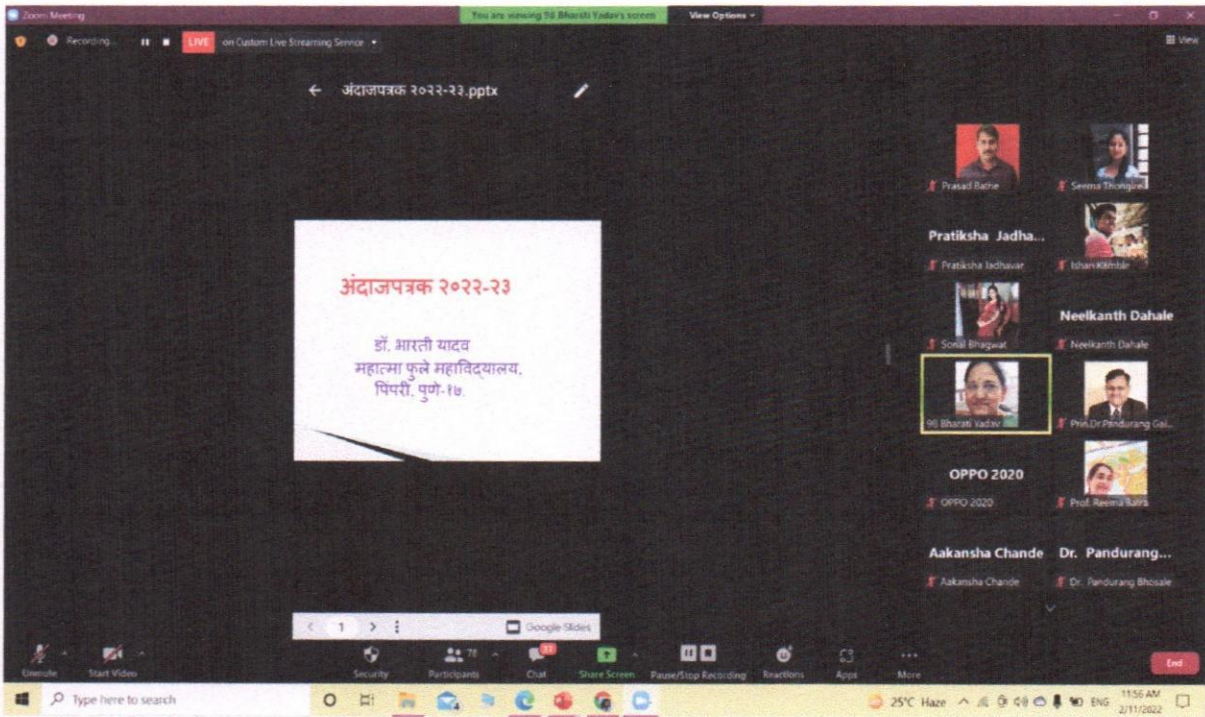 Zoom Meeting
You are viewing 98 Bharati Yadav's screen
View Options
Recording...
LIVE on Custom Live Streaming Service
View
अंदाजपत्रक २०२२-२३.pptx
अंदाजपत्रक २०२२-२३
डॉ. भारती यादव
महात्मा फुले महाविद्यालय,
पिंपरी, पुणे-१७.
1
Google Slides
Prasad Bathe
Seema Thongire
Pratiksha Jadha...
Pratiksha Jadhavar
Ishan Kamble
Sonal Bhagwat
Neelkanth Dahale
Neelkanth Dahale
98 Bharati Yadav
Prin.Dr.Pandurang Gai...
OPPO 2020
OPPO 2020
Prof. Reema Batra
Aakansha Chande
Dr. Pandurang...
Aakansha Chande
Dr. Pandurang Bhosale
Unmute
Start Video
Security
78
Participants
33
Chat
Share Screen
Pause/Stop Recording
Reactions
Apps
More
End
Type here to search
25°C Haze
ENG
11:56 AM
2/11/2022